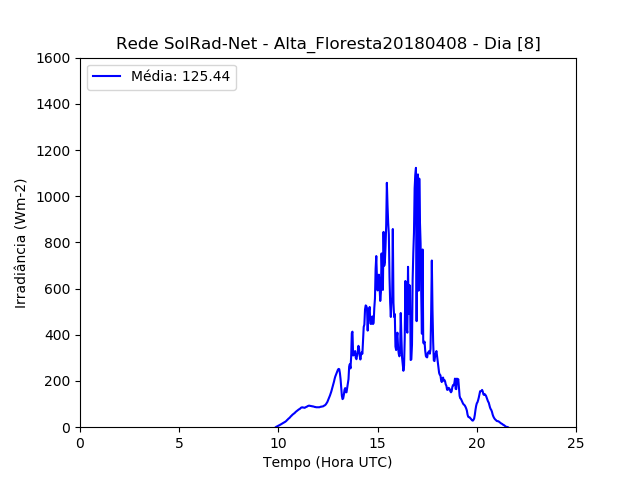 Rede SolRad-Net - Alta_Floresta20180408 - Dia [8]
Média: 125.44
1600
1400
1200
1000
800
600
400
200
0
Irradiância (Wm-2)
0 5 10 15 20 25
Tempo (Hora UTC)